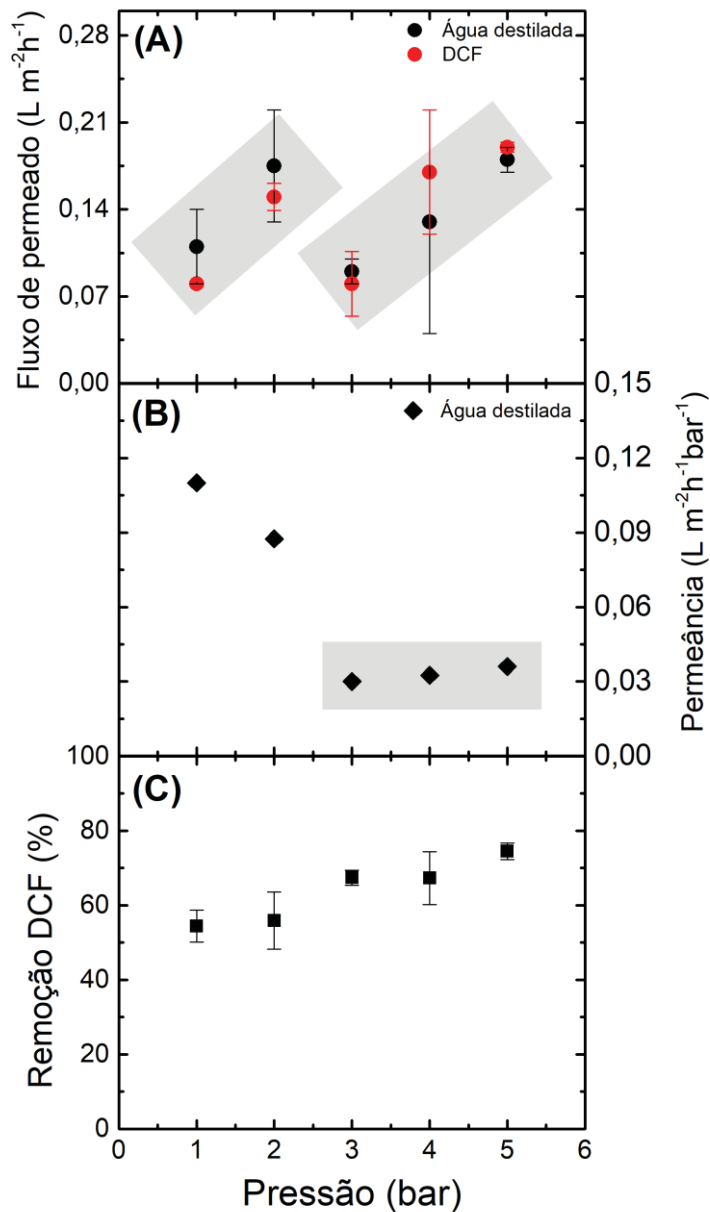 (A)
Água destilada
DCF
Fluxo de permeado (L m-2h-1)
0,28
0,21
0,14
0,07
0,00
(B)
Água destilada
Permeância (L m-2h-1bar-1)
0,15
0,12
0,09
0,06
0,03
0,00
(C)
Remoção DCF (%)
100
80
60
40
20
0
0 1 2 3 4 5 6
Pressão (bar)